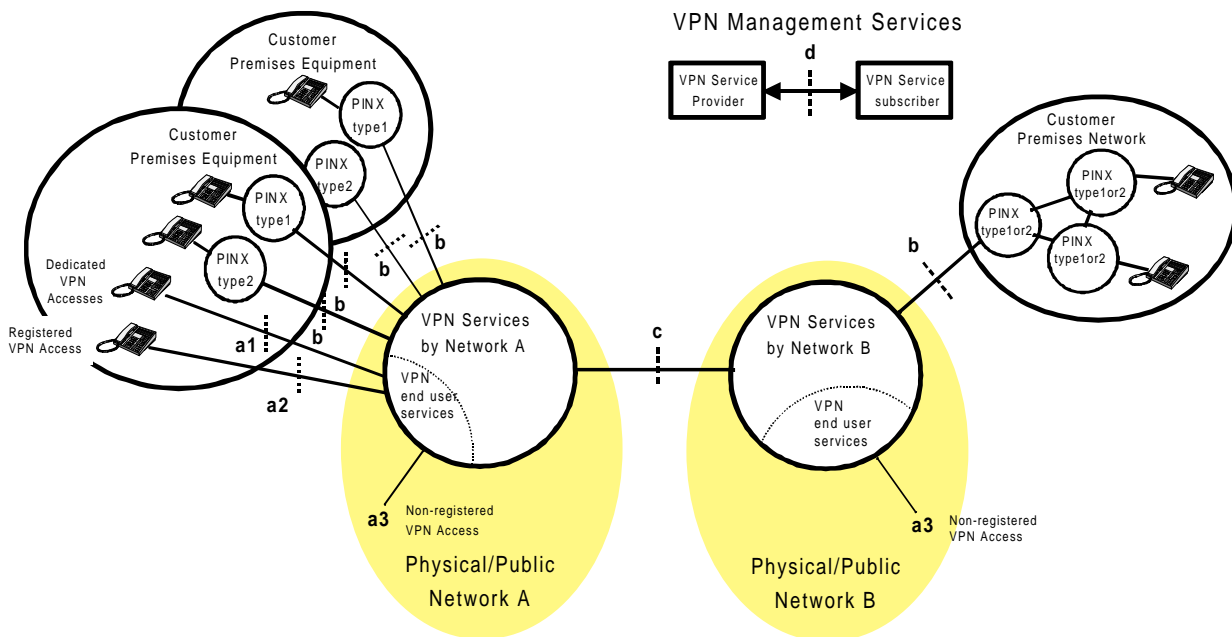 VPN Management Services
d
VPN Service
Provider
VPN Service
subscriber
Customer
Premises Equipment
PINX
type1
PINX
type2
Customer
Premises Equipment
PINX
type1
PINX
type2
Dedicated
VPN
Accesses
Registered
VPN Access
a1
a2
b
b
b
b
VPN Services
by Network A
VPN
end user
services
a3
Non-registered
VPN Access
Physical/Public
Network A
c
VPN Services
by Network B
VPN
end user
services
a3
Non-registered
VPN Access
Physical/Public
Network B
b
Customer
Premises Network
PINX
type1or2
PINX
type1or2
PINX
type1or2